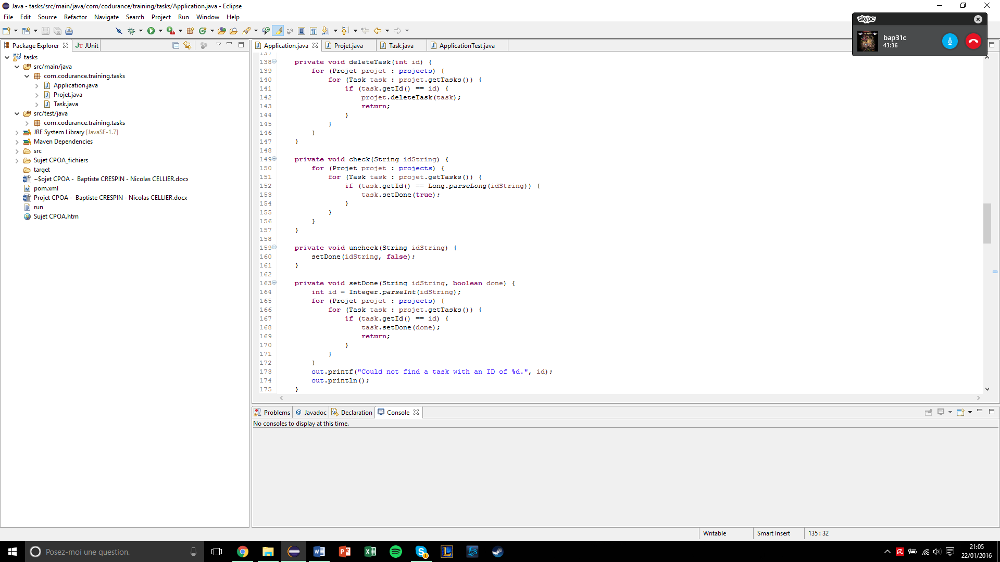 Java - tasks/src/main/java/com/codurance/training/tasks/Application.java - Eclipse
File Edit Source Refactor Navigate Search Project Run Window Help
skype
bap31c
43:36
Package Explorer
JUnit
Application.java
Projet.java
Task.java
ApplicationTest.java
tasks
src/main/java
com.codurance.training.tasks
Application.java
Projet.java
Task.java
src/test/java
com.codurance.training.tasks
JRE System Library [JavaSE-1.7]
Maven Dependencies
src
Sujet CPOA_fichiers
target
~$ojet CPOA - Baptiste CRESPIN - Nicolas CELLIER.docx
pom.xml
Projet CPOA - Baptiste CRESPIN - Nicolas CELLIER.docx
run
Sujet CPOA.htm
137
138 private void deleteTask(int id) {
139 for (Projet projet : projects) {
140 for (Task task : projet.getTasks()) {
141 if (task.getId() == id) {
142 projet.deleteTask(task);
143 return;
144 }
145 }
146 }
147 }
148
149 private void check(String idString) {
150 for (Projet projet : projects) {
151 for (Task task : projet.getTasks()) {
152 if (task.getId() == Long.parseLong(idString)) {
153 task.setDone(true);
154 }
155 }
156 }
157 }
158
159 private void uncheck(String idString) {
160 setDone(idString, false);
161 }
162
163 private void setDone(String idString, boolean done) {
164 int id = Integer.parseInt(idString);
165 for (Projet projet : projects) {
166 for (Task task : projet.getTasks()) {
167 if (task.getId() == id) {
168 task.setDone(done);
169 return;
170 }
171 }
172 }
173 out.printf("Could not find a task with an ID of %d.", id);
174 out.println();
175 }
Problems
@ Javadoc
Declaration
Console
No consoles to display at this time.
Writable
Smart Insert
135 : 32
Posez-moi une question.
21:05
22/01/2016